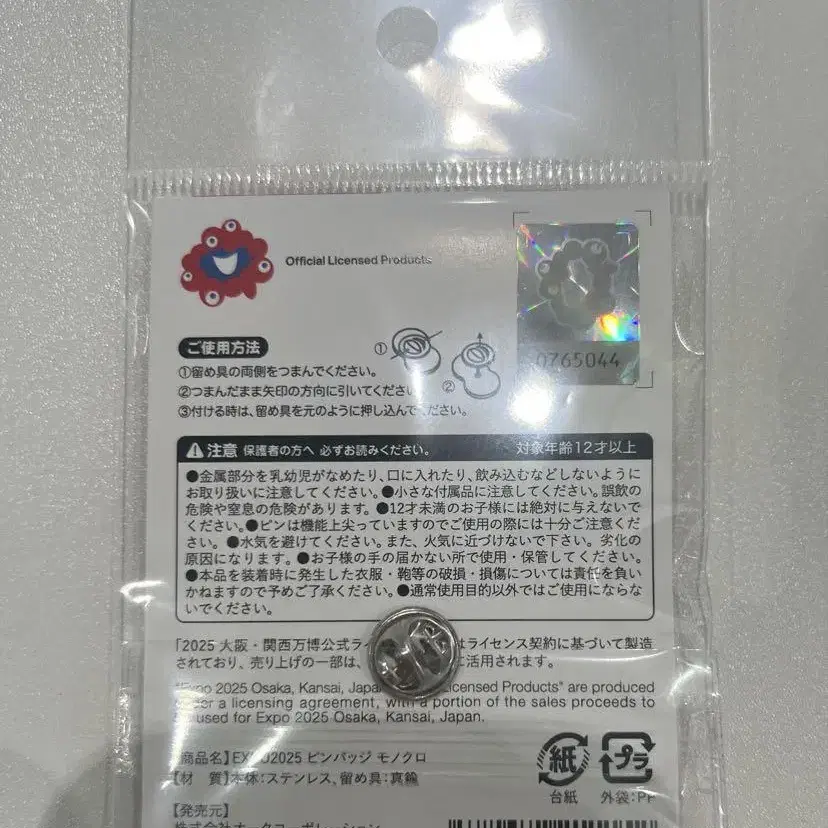 Official Licensed Products
0765044
ご使用方法
①留め具の両側をつまんでください。
②つまんだまま矢印の方向に引いてください
③付ける時は、留め具を元のように押し込んでください。
① ②
注意 保護者の方へ 必ずお読みください。 対象年齢12才以上
●金属部分を乳幼児がなめたり、口に入れたり、飲み込むなどしないように
お取り扱いに注意してください。●小さな付属品に注意してください。誤飲の
危険や窒息の危険があります。●12才未満のお子様には絶対に与えないで
ください。●ピンは機能上尖っていますのでご使用の際には十分ご注意くだ
さい。●水気を避けてください。また、火気に近づけないで下さい。劣化の
原因になります。●お子様の手の届かない所で使用・保管してください。
●本品を装着時に発生した衣服・鞄等の破損・損傷については責任を負い
かねますので予めご了承ください。●通常使用目的以外ではご使用にならな
いでください。
「2025 大阪・関西万博公式ライ はライセンス契約に基づいて製造
されており、売り上げの一部は、 に活用されます。
"Expo 2025 Osaka, Kansai, Japan Licensed Products" are produced
under a licensing agreement, with a portion of the sales proceeds to
be used for Expo 2025 Osaka, Kansai, Japan.
【商品名】EXPO2025 ピンバッジ モノクロ
【材 質】本体:ステンレス、留め具:真鍮
紙 プラ
台紙 外袋:PP
【発売元】